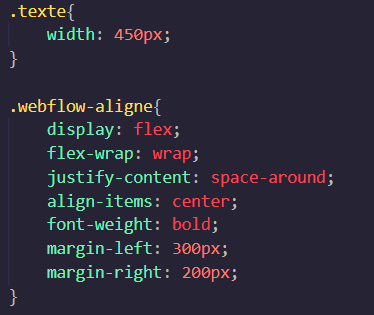 .texte{
    width: 450px;
}

.webflow-aligne{
    display: flex;
    flex-wrap: wrap;
    justify-content: space-around;
    align-items: center;
    font-weight: bold;
    margin-left: 300px;
    margin-right: 200px;
}